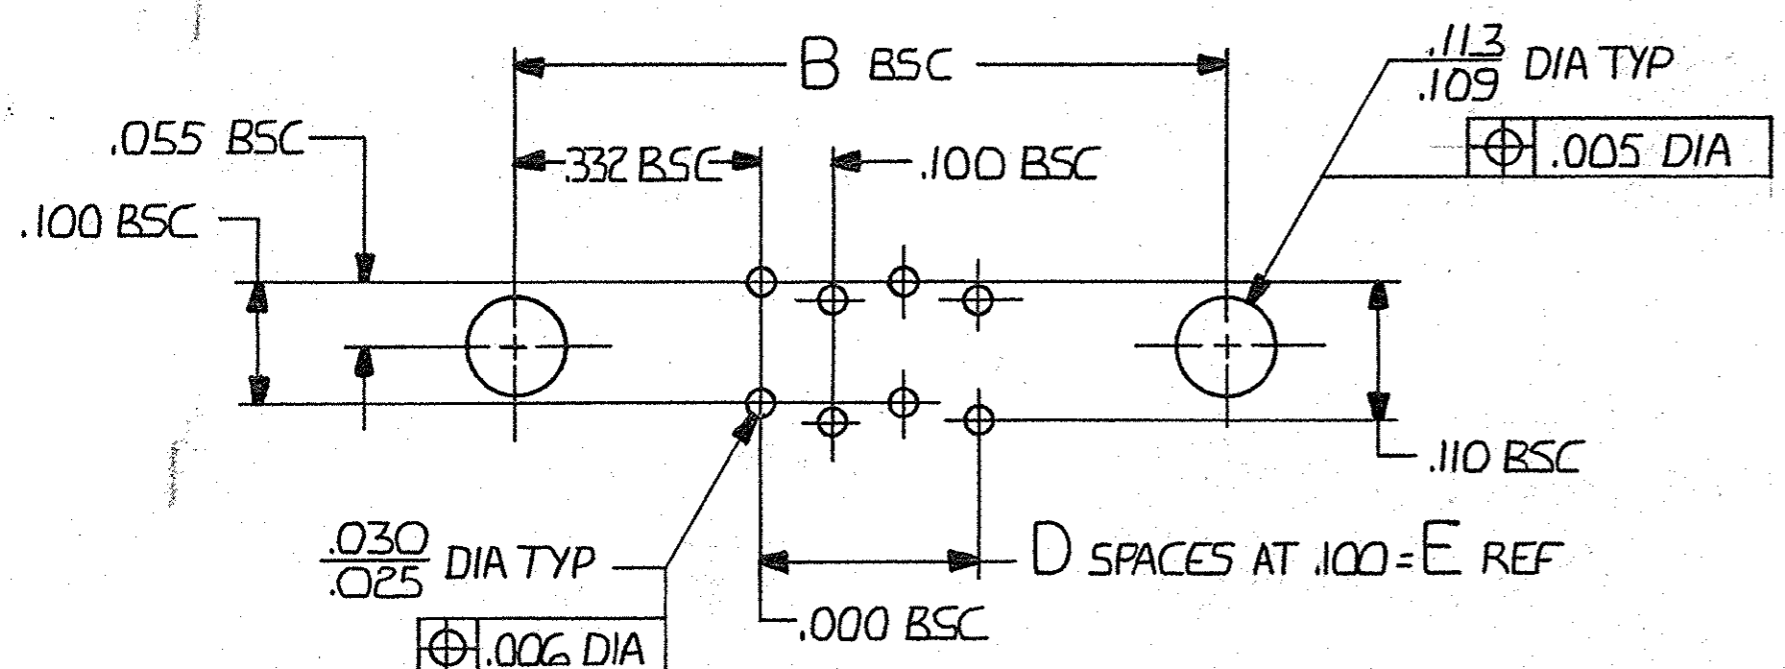 B BSC
.113
.109 DIA TYP
.005 DIA
.055 BSC
.332 BSC
.100 BSC
.100 BSC
.110 BSC
.030
.025 DIA TYP
.006 DIA
D SPACES AT .100 = E REF
.000 BSC